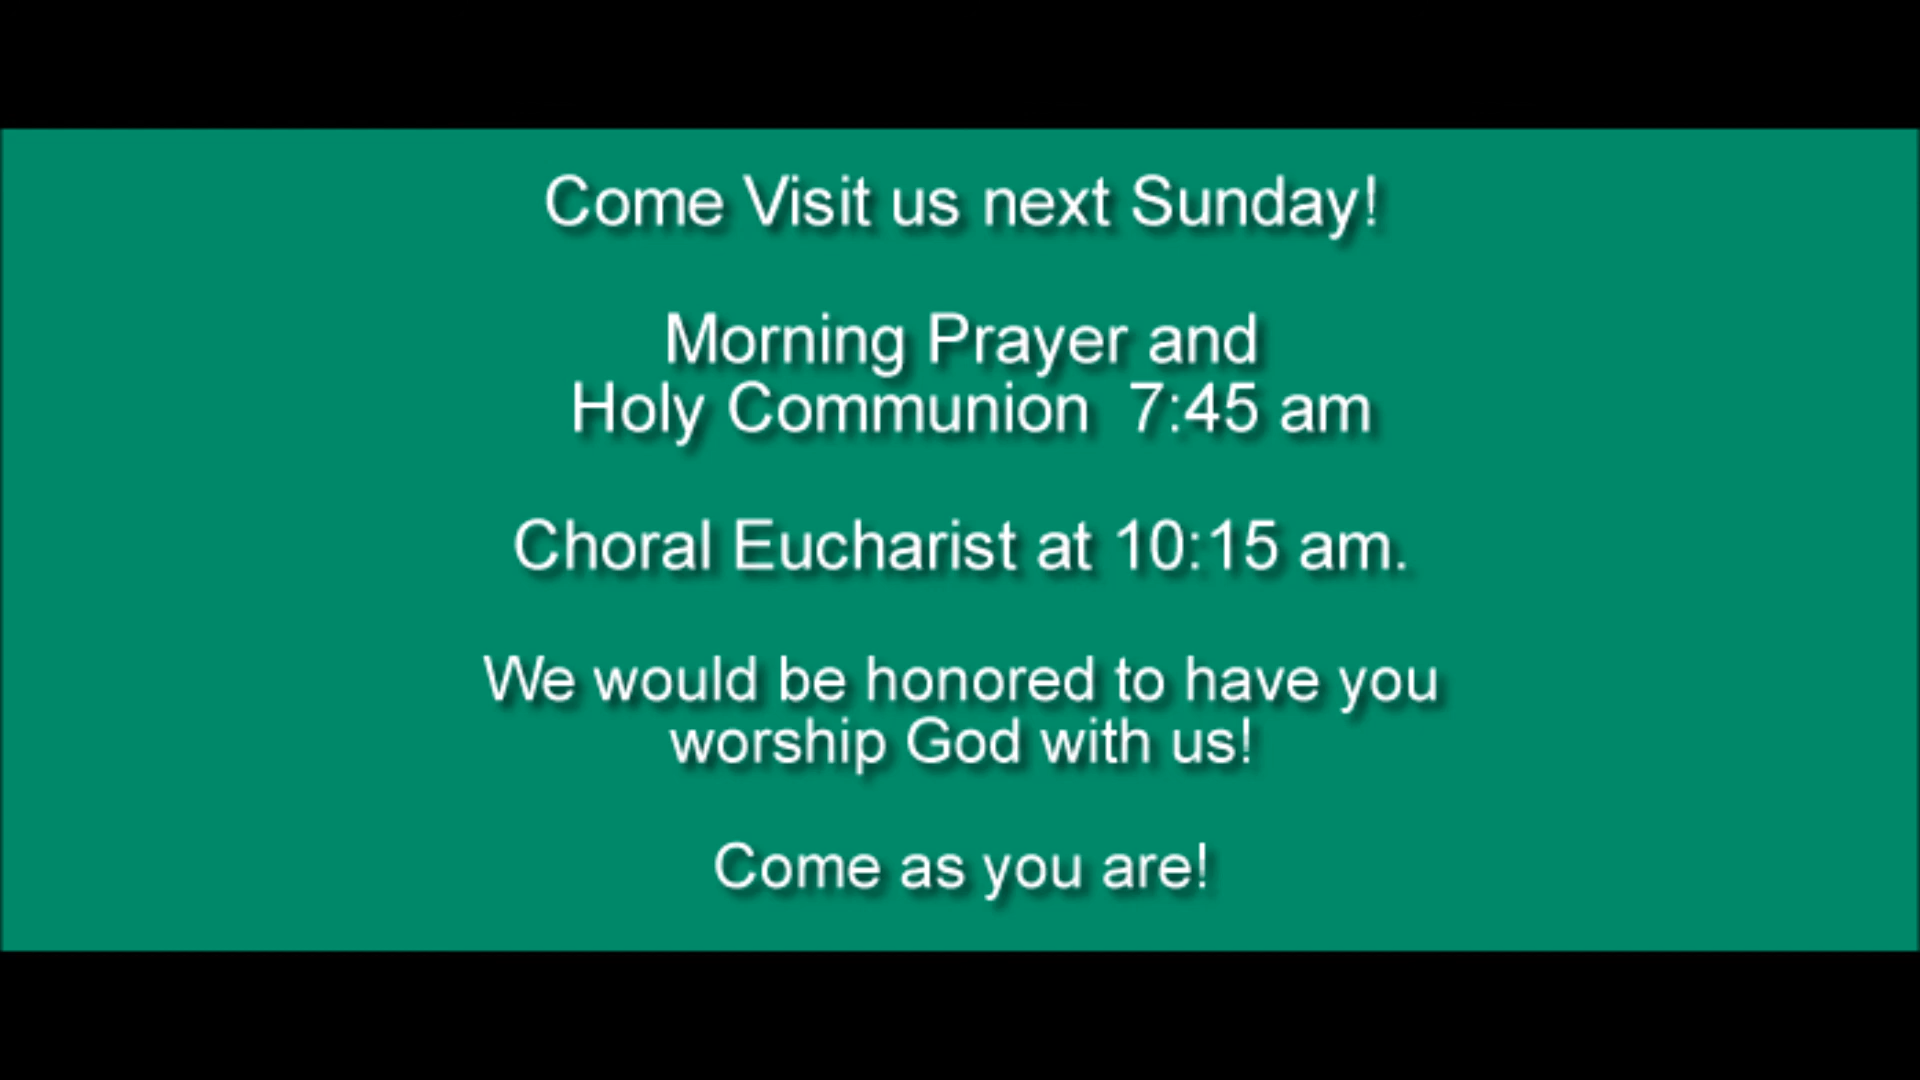 Come Visit us next Sunday!
Morning Prayer and
Holy Communion  7:45 am
Choral Eucharist at 10:15 am.
We would be honored to have you
worship God with us!
Come as you are!